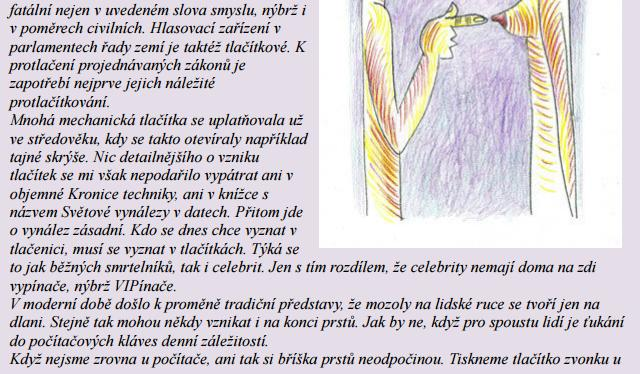 fatální nejen v uvedeném slova smyslu, nýbrž i
v poměrech civilních. Hlasovací zařízení v
parlamentech řady zemí je taktéž tlačítkové. K
protlačení projednávaných zákonů je
zapotřebí nejprve jejich náležité
protlačítkování.
Mnohá mechanická tlačítka se uplatňovala už
ve středověku, kdy se takto otevíraly například
tajné skrýše. Nic detailnějšího o vzniku
tlačítek se mi však nepodařilo vypátrat ani v
objemné Kronice techniky, ani v knížce s
názvem Světové vynálezy v datech. Přitom jde
o vynález zásadní. Kdo se dnes chce vyznat v
tlačenici, musí se vyznat v tlačítkách. Týká se
to jak běžných smrtelníků, tak i celebrit. Jen s tím rozdílem, že celebrity nemají doma na zdi
vypínače, nýbrž VIPínače.
V moderní době došlo k proměně tradiční představy, že mozoly na lidské ruce se tvoří jen na
dlani. Stejně tak mohou někdy vznikat i na konci prstů. Jak by ne, když pro spoustu lidí je ťukání
do počítačových kláves denní záležitostí.
Když nejsme zrovna u počítače, ani tak si bříška prstů neodpočinou. Tiskneme tlačítko zvonku u